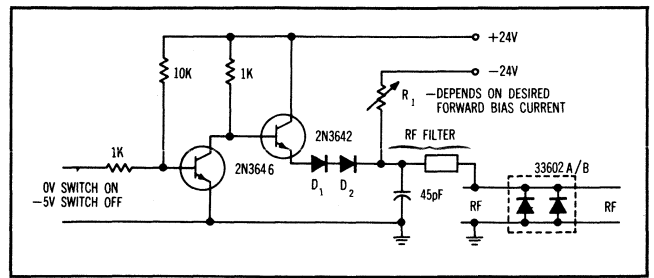 +24V
-24V
10K
1K
R1 -DEPENDS ON DESIRED
FORWARD BIAS CURRENT
2N3642
RF FILTER
1K
2N3646
33602 A/B
D1
D2
45pF
RF
RF
0V SWITCH ON
-5V SWITCH OFF